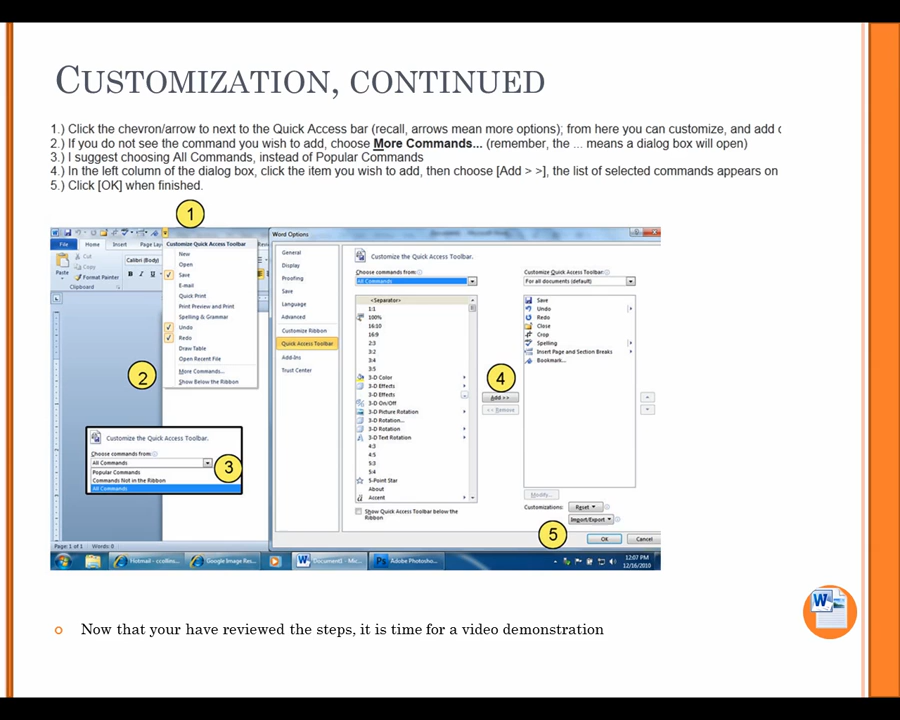 CUSTOMIZATION, CONTINUED
1.) Click the chevron/arrow to next to the Quick Access bar (recall, arrows mean more options); from here you can customize, and add
2.) If you do not see the command you wish to add, choose More Commands... (remember, the ... means a dialog box will open)
3.) I suggest choosing All Commands, instead of Popular Commands
4.) In the left column of the dialog box, click the item you wish to add, then choose [Add > >], the list of selected commands appears on
5.) Click [OK] when finished.
1
File Home Insert Page Lay
Cut
Copy
Format Painter
Paste
Clipboard
Calibri (Body)
B I U
Customize Quick Access Toolbar
New
Open
Save
E-mail
Quick Print
Print Preview and Print
Spelling & Grammar
Undo
Redo
Draw Table
Open Recent File
More Commands...
Show Below the Ribbon
2
Customize the Quick Access Toolbar.
Choose commands from:
All Commands
Popular Commands
Commands Not in the Ribbon
All Commands
3
Page: 1 of 1 Words: 0
Word Options
General
Display
Proofing
Save
Language
Advanced
Customize Ribbon
Quick Access Toolbar
Add-Ins
Trust Center
Customize the Quick Access Toolbar.
Choose commands from:
All Commands
<Separator>
1:1
100%
16:10
16:9
2:3
3:2
3:4
3:5
3-D Color
3-D Effects
3-D Effects
3-D On/Off
3-D Picture Rotation
3-D Rotation...
3-D Rotation
3-D Text Rotation
4:3
4:5
5:3
5:4
5-Point Star
About
Accent
Show Quick Access Toolbar below the
Ribbon
4
Add >>
<< Remove
Customize Quick Access Toolbar:
For all documents (default)
Save
Undo
Redo
Close
Crop
Spelling
Insert Page and Section Breaks
Bookmark...
Modify...
Customizations: Reset
Import/Export
5
OK Cancel
Hotmail - ccollins... Google Image Res... Document1 - Mic... Adobe Photosho...
12:07 PM
12/16/2010
Now that your have reviewed the steps, it is time for a video demonstration
W